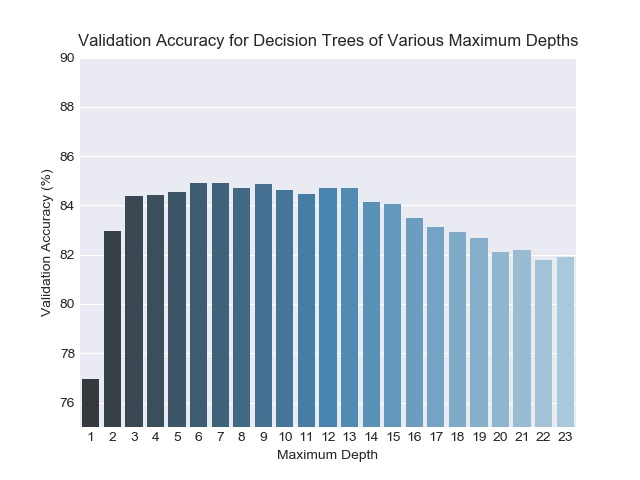 Validation Accuracy for Decision Trees of Various Maximum Depths
90
88
86
84
82
80
78
76
Validation Accuracy (%)
1 2 3 4 5 6 7 8 9 10 11 12 13 14 15 16 17 18 19 20 21 22 23
Maximum Depth